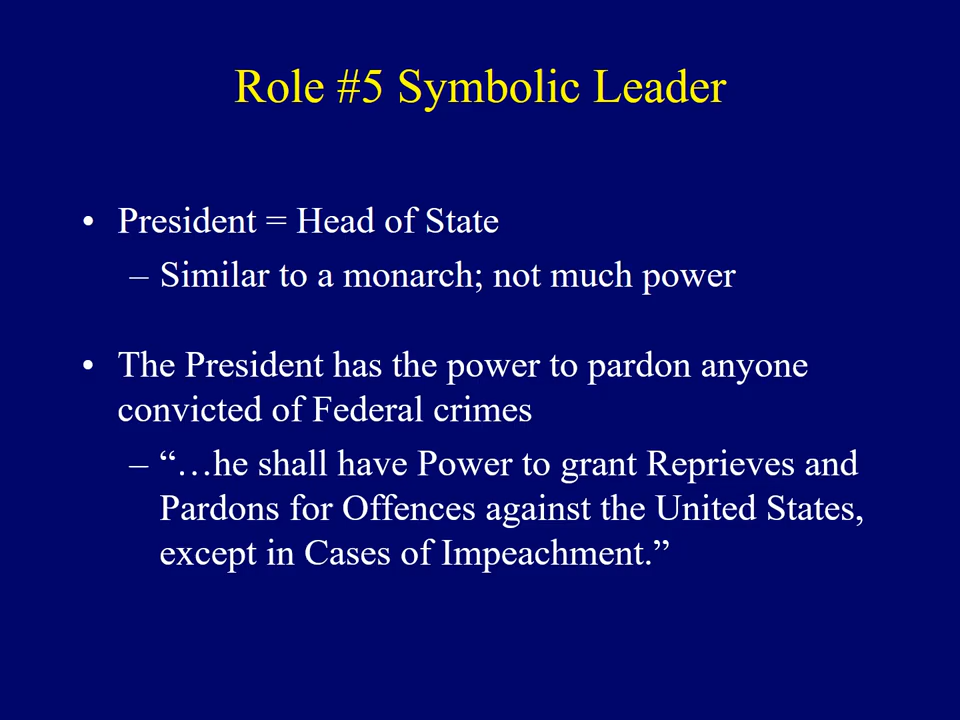 Role #5 Symbolic Leader
• President = Head of State
– Similar to a monarch; not much power
• The President has the power to pardon anyone
convicted of Federal crimes
– “…he shall have Power to grant Reprieves and
Pardons for Offences against the United States,
except in Cases of Impeachment.”